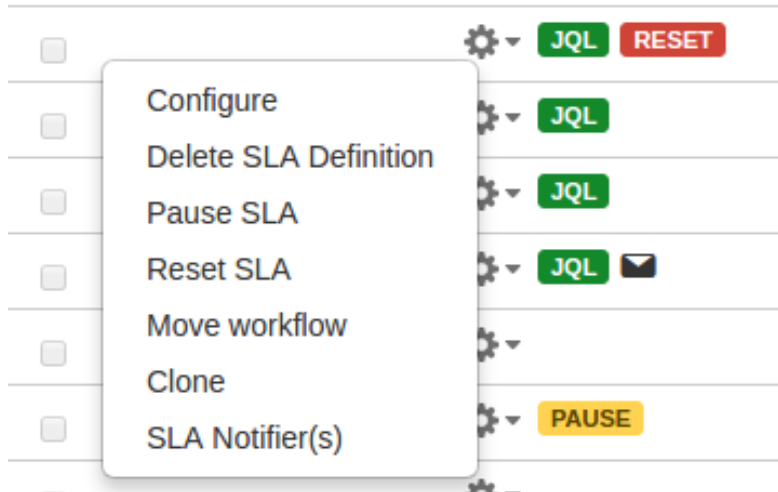 JQL RESET
Configure
JQL
Delete SLA Definition
Pause SLA
JQL
Reset SLA
JQL
Move workflow
Clone
PAUSE
SLA Notifier(s)